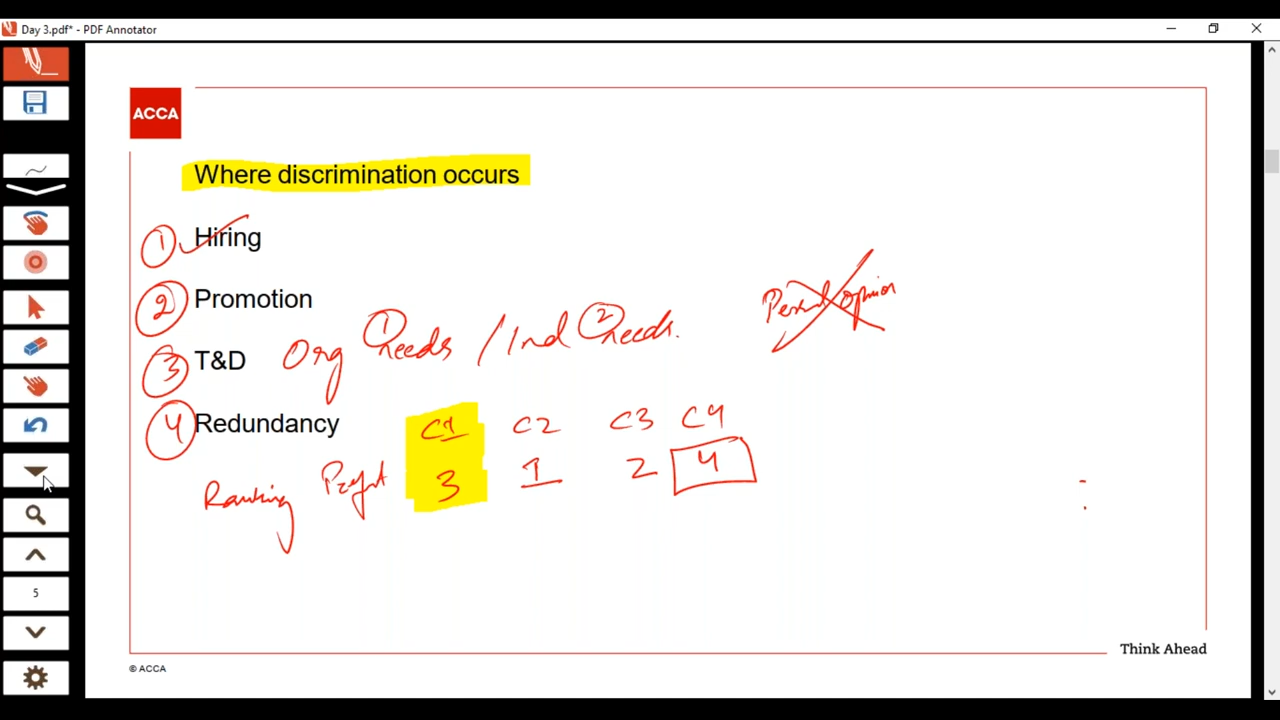 Day 3.pdf* - PDF Annotator
ACCA
Where discrimination occurs
1 Hiring
2 Promotion
3 T&D Org 1 needs / Ind 2 needs.
4 Redundancy C1 C2 C3 C4
Ranking 3 1 2 4
5
Think Ahead
© ACCA